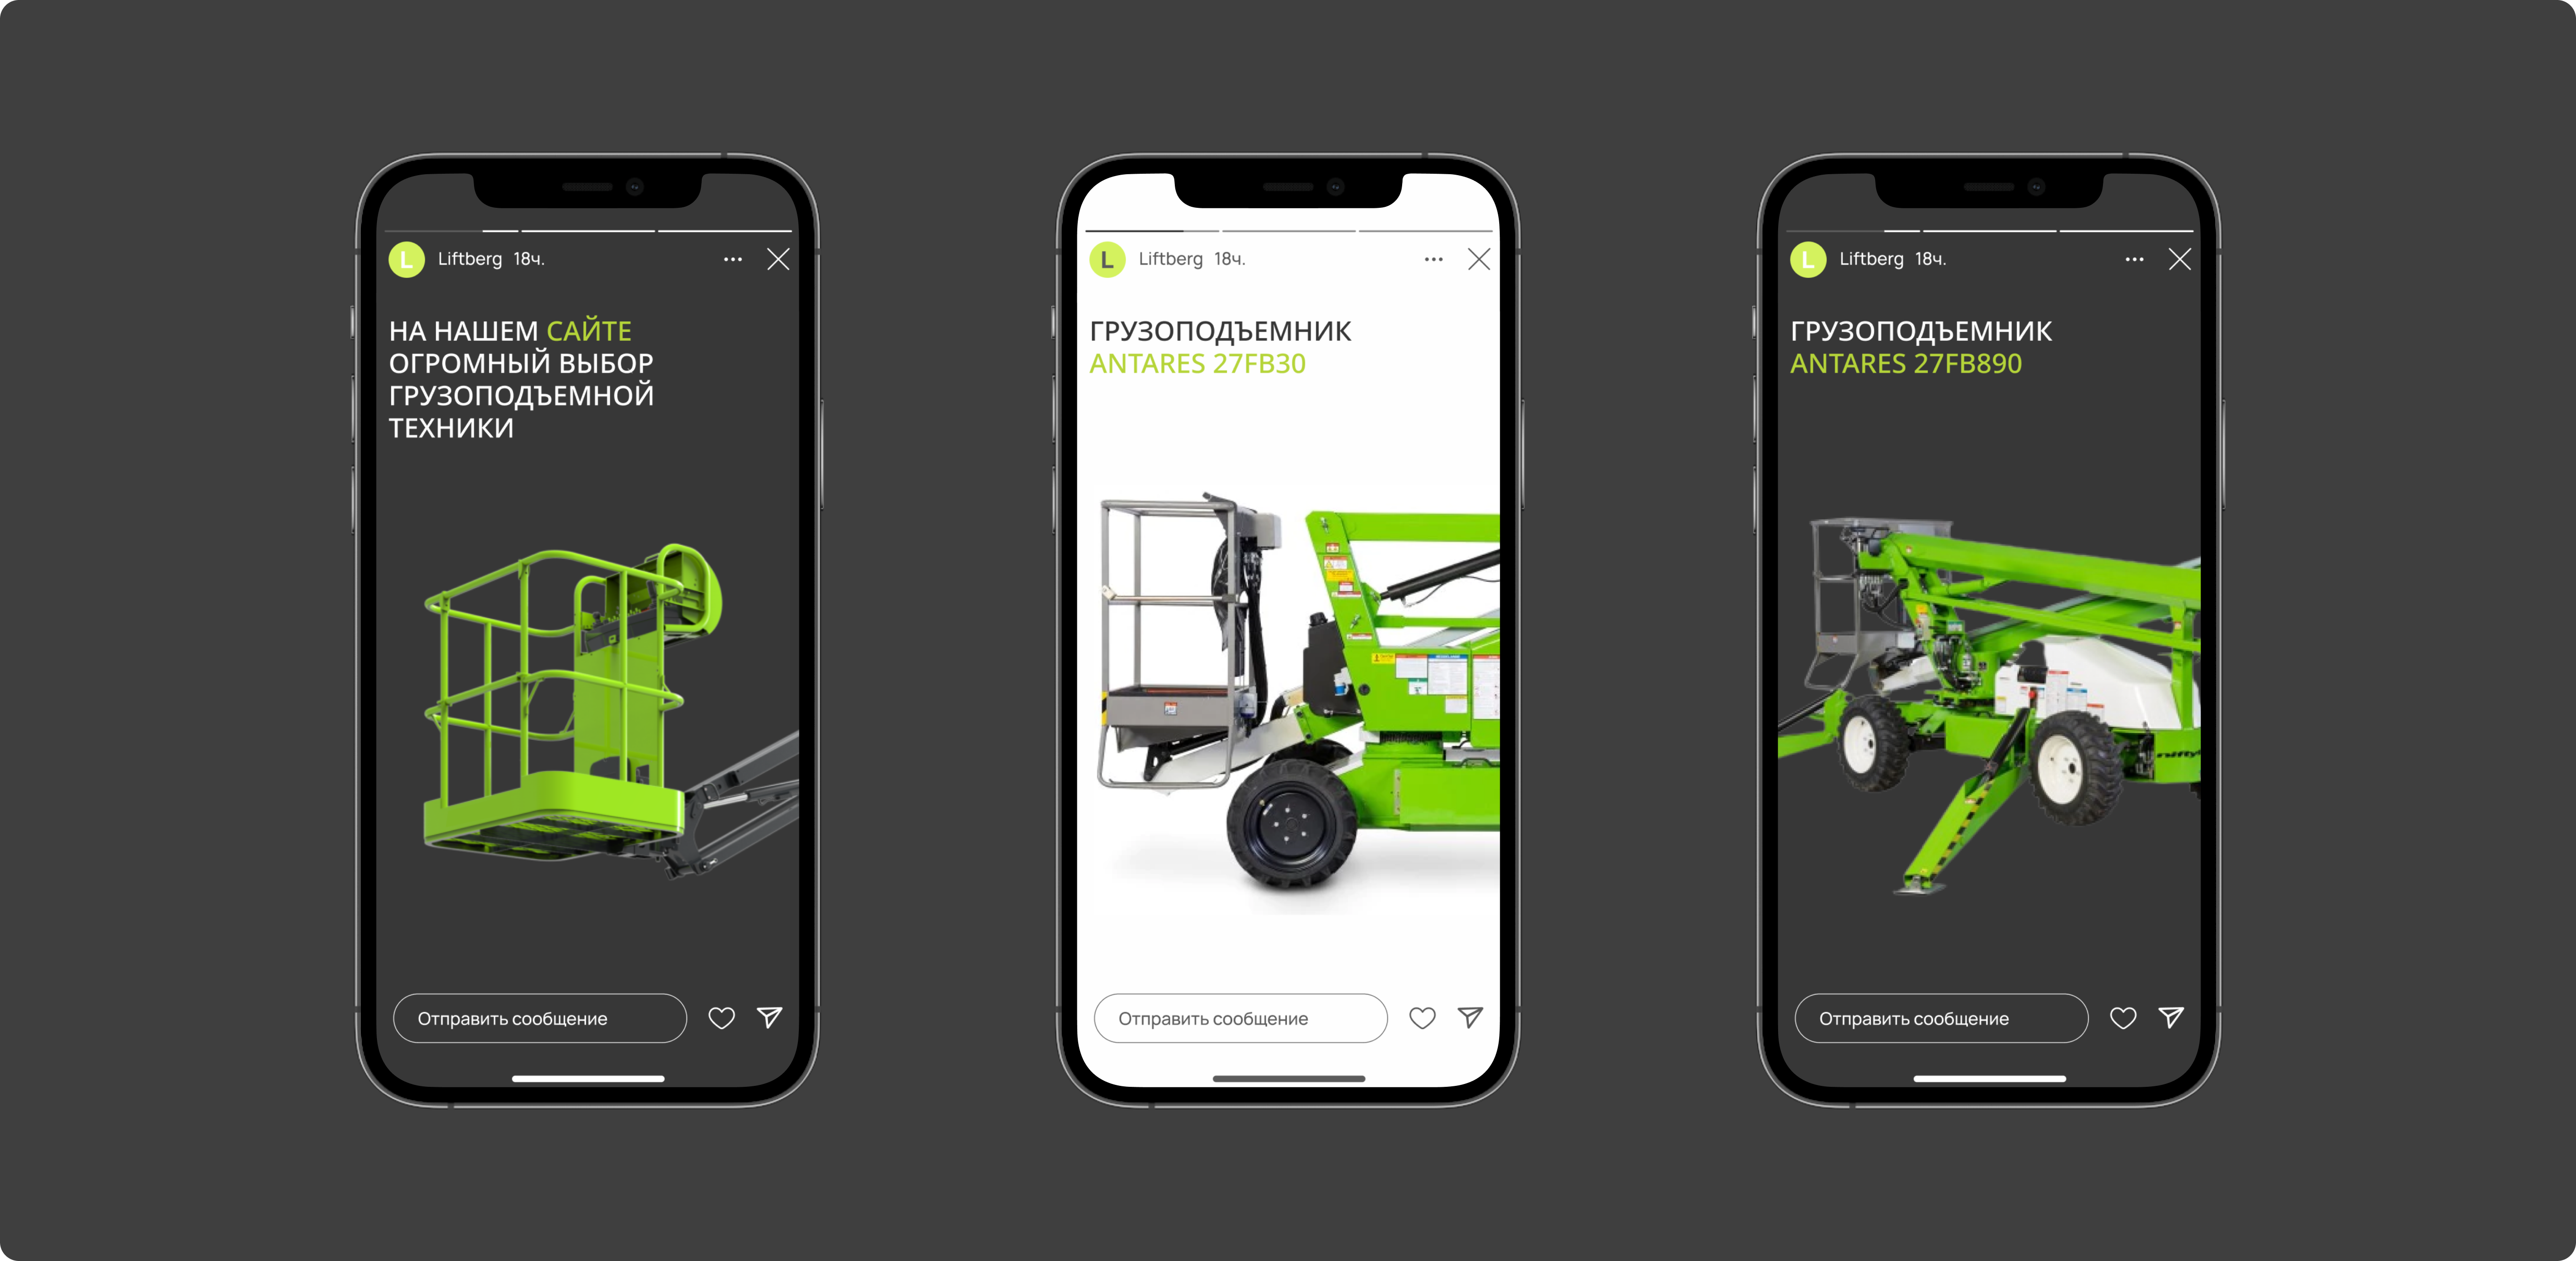 L Liftberg 18ч.
НА НАШЕМ САЙТЕ
ОГРОМНЫЙ ВЫБОР
ГРУЗОПОДЪЕМНОЙ
ТЕХНИКИ
Отправить сообщение
L Liftberg 18ч.
ГРУЗОПОДЪЕМНИК
ANTARES 27FB30
Отправить сообщение
L Liftberg 18ч.
ГРУЗОПОДЪЕМНИК
ANTARES 27FB890
nifty
Отправить сообщение